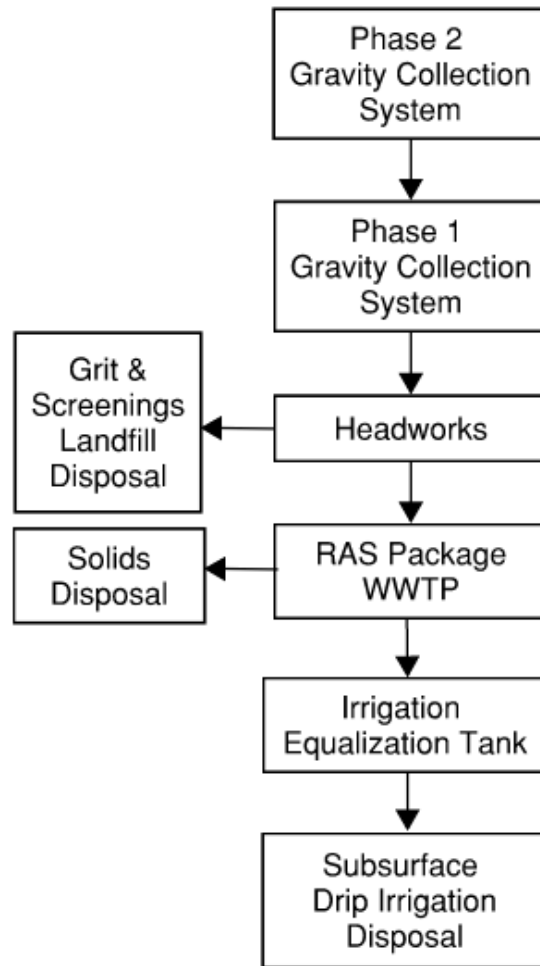 Phase 2
Gravity Collection
System
Phase 1
Gravity Collection
System
Grit &
Screenings
Landfill
Disposal
Headworks
Solids
Disposal
RAS Package
WWTP
Irrigation
Equalization Tank
Subsurface
Drip Irrigation
Disposal